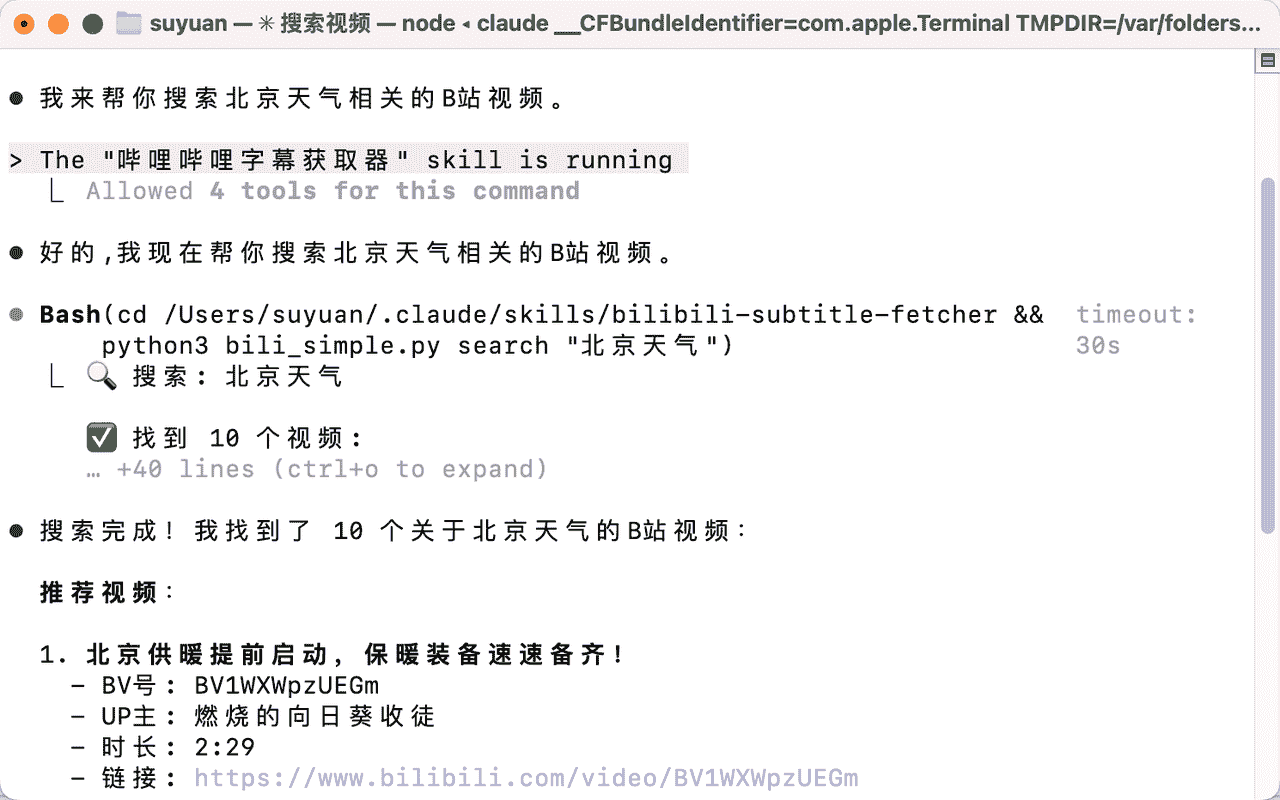 suyuan — ✳ 搜索视频 — node ◂ claude __CFBundleIdentifier=com.apple.Terminal TMPDIR=/var/folders...
● 我来帮你搜索北京天气相关的B站视频。
> The "哔哩哔哩字幕获取器" skill is running
⎿ Allowed 4 tools for this command
● 好的,我现在帮你搜索北京天气相关的B站视频。
● Bash(cd /Users/suyuan/.claude/skills/bilibili-subtitle-fetcher && timeout:
python3 bili_simple.py search "北京天气") 30s
⎿ 🔍 搜索: 北京天气
✅ 找到 10 个视频:
… +40 lines (ctrl+o to expand)
● 搜索完成! 我找到了 10 个关于北京天气的B站视频:
推荐视频:
1. 北京供暖提前启动, 保暖装备速速备齐!
- BV号: BV1WXWpzUEGm
- UP主: 燃烧的向日葵收徒
- 时长: 2:29
- 链接: https://www.bilibili.com/video/BV1WXWpzUEGm